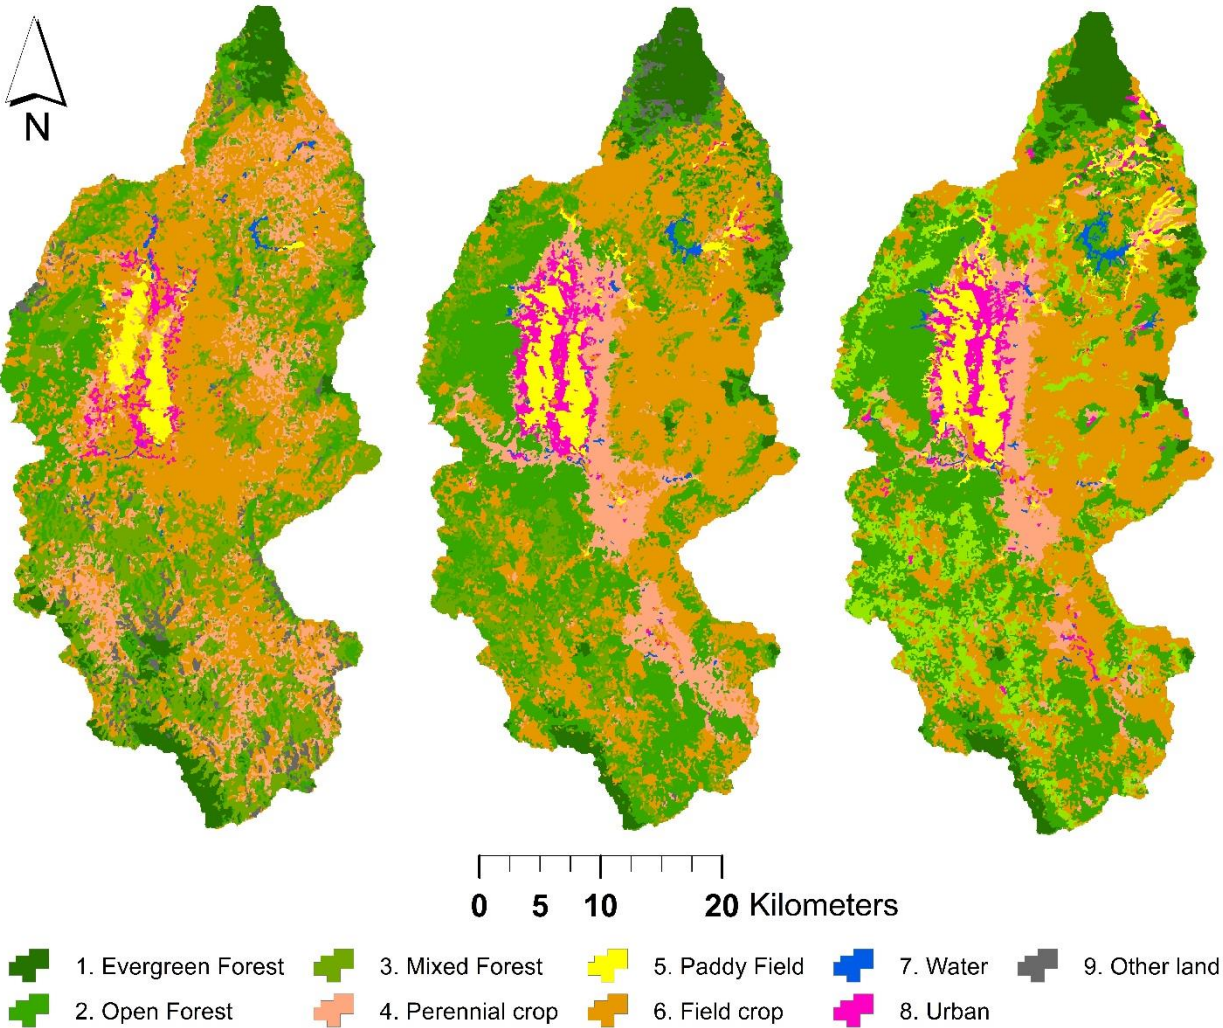 N
0 5 10 20 Kilometers
1. Evergreen Forest 3. Mixed Forest 5. Paddy Field 7. Water 9. Other land
2. Open Forest 4. Perennial crop 6. Field crop 8. Urban